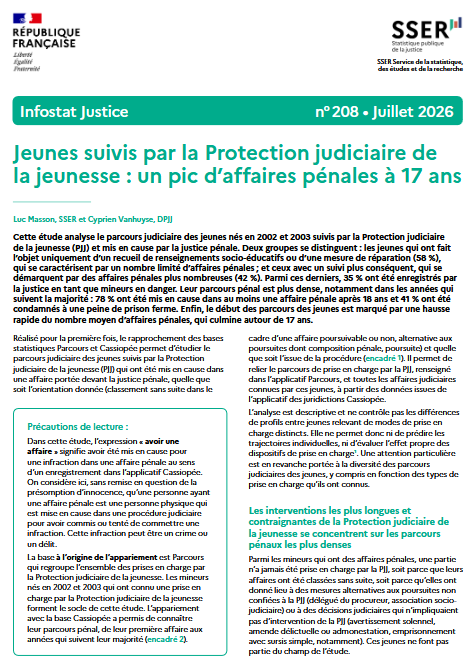 RÉPUBLIQUE
FRANÇAISE
Liberté
Égalité
Fraternité
SSER
Statistique publique
de la justice
SSER Service de la statistique,
des études et de la recherche
Infostat Justice
n° 208 • Juillet 2026
Jeunes suivis par la Protection judiciaire de
la jeunesse : un pic d’affaires pénales à 17 ans
Luc Masson, SSER et Cyprien Vanhuyse, DPJJ
Cette étude analyse le parcours judiciaire des jeunes nés en 2002 et 2003 suivis par la Protection judiciaire
de la jeunesse (PJJ) et mis en cause par la justice pénale. Deux groupes se distinguent : les jeunes qui ont fait
l’objet uniquement d’un recueil de renseignements socio-éducatifs ou d’une mesure de réparation (58 %),
qui se caractérisent par un nombre limité d’affaires pénales ; et ceux avec un suivi plus conséquent, qui se
démarquent par des affaires pénales plus nombreuses (42 %). Parmi ces derniers, 35 % ont été enregistrés par
la justice en tant que mineurs en danger. Leur parcours pénal est plus dense, notamment dans les années qui
suivent la majorité : 78 % ont été mis en cause dans au moins une affaire pénale après 18 ans et 41 % ont été
condamnés à une peine de prison ferme. Enfin, le début des parcours des jeunes est marqué par une hausse
rapide du nombre moyen d’affaires pénales, qui culmine autour de 17 ans.
Réalisé pour la première fois, le rapprochement des bases
statistiques Parcours et Cassiopée permet d’étudier le
parcours judiciaire des jeunes suivis par la Protection
judiciaire de la jeunesse (PJJ) qui ont été mis en cause dans
une affaire portée devant la justice pénale, quelle que
soit l’orientation donnée (classement sans suite dans le
Précautions de lecture :
Dans cette étude, l’expression « avoir une
affaire » signifie avoir été mis en cause pour
une infraction dans une affaire pénale au sens
d’un enregistrement dans l’applicatif Cassiopée.
On considère ici, sans remise en question de la
présomption d’innocence, qu’une personne ayant
une affaire pénale est une personne physique qui
est mise en cause dans une procédure judiciaire
pour avoir commis ou tenté de commettre une
infraction. Cette infraction peut être un crime ou
un délit.
La base à l’origine de l’appariement est Parcours
qui regroupe l’ensemble des prises en charge par
la Protection judiciaire de la jeunesse. Les mineurs
nés en 2002 et 2003 qui ont connu une prise en
charge par la Protection judiciaire de la jeunesse
forment le socle de cette étude. L’appariement
avec la base Cassiopée a permis de connaître
leur parcours pénal, de leur première affaire aux
années qui suivent leur majorité (encadré 2).
cadre d’une affaire poursuivable ou non, alternative aux
poursuites dont composition pénale, poursuite) et quelle
que soit l’issue de la procédure (encadré 1). Il permet de
relier le parcours de prise en charge par la PJJ, renseigné
dans l’applicatif Parcours, et toutes les affaires judiciaires
connues par ces jeunes, à partir des données issues de
l’applicatif des juridictions Cassiopée.
L’analyse est descriptive et ne contrôle pas les différences
de profils entre jeunes relevant de modes de prise en
charge distincts. Elle ne permet donc ni de prédire les
trajectoires individuelles, ni d’évaluer l’effet propre des
dispositifs de prise en charge¹. Une attention particulière
est en revanche portée à la diversité des parcours
judiciaires des jeunes, y compris en fonction des types de
prise en charge qu’ils ont connus.
Les interventions les plus longues et
contraignantes de la Protection judiciaire de
la jeunesse se concentrent sur les parcours
pénaux les plus denses
Parmi les mineurs qui ont des affaires pénales, une partie
n’a jamais été prise en charge par la PJJ, soit parce que leurs
affaires ont été classées sans suite, soit parce qu’elles ont
donné lieu à des mesures alternatives aux poursuites non
confiées à la PJJ (délégué du procureur, association socio-
judiciaire) ou à des décisions judiciaires qui n’impliquaient
pas d’intervention de la PJJ (avertissement solennel,
amende délictuelle ou admonestation, emprisonnement
avec sursis simple, notamment). Ces jeunes ne font pas
partie du champ de l’étude.